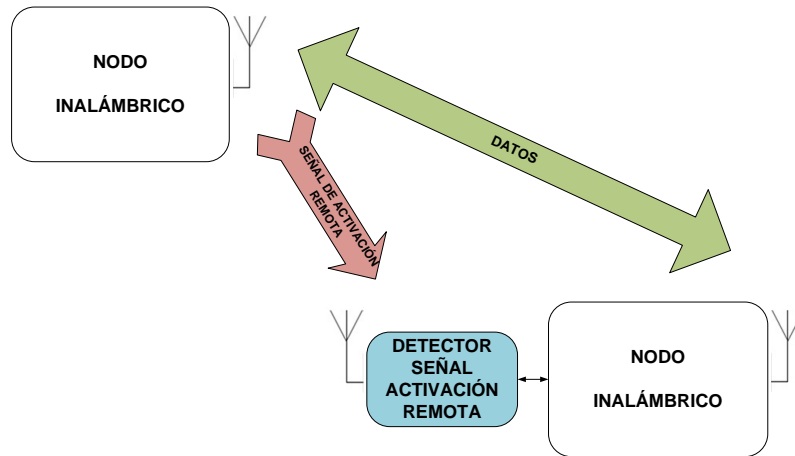 NODO
INALÁMBRICO
DATOS
SEÑAL DE ACTIVACIÓN
REMOTA
DETECTOR
SEÑAL
ACTIVACIÓN
REMOTA
NODO
INALÁMBRICO